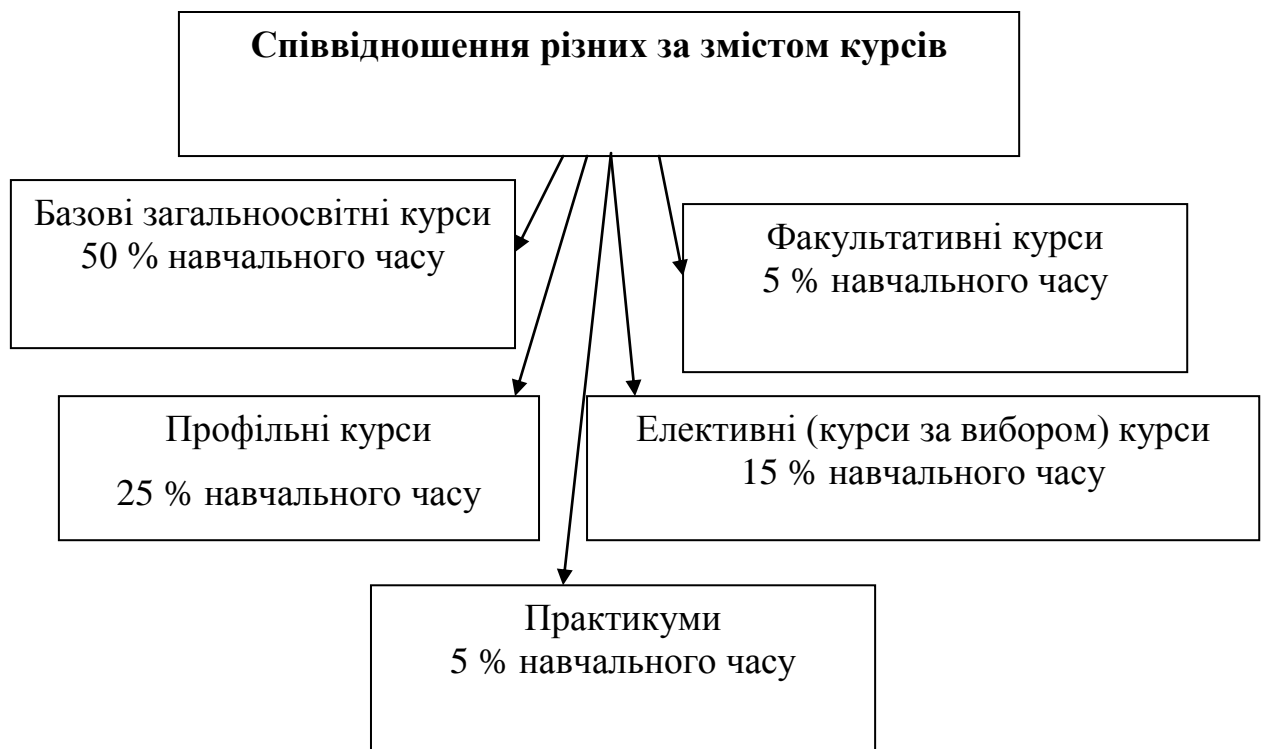 Співвідношення різних за змістом курсів
Базові загальноосвітні курси
50 % навчального часу
Факультативні курси
5 % навчального часу
Профільні курси
25 % навчального часу
Елективні (курси за вибором) курси
15 % навчального часу
Практикуми
5 % навчального часу